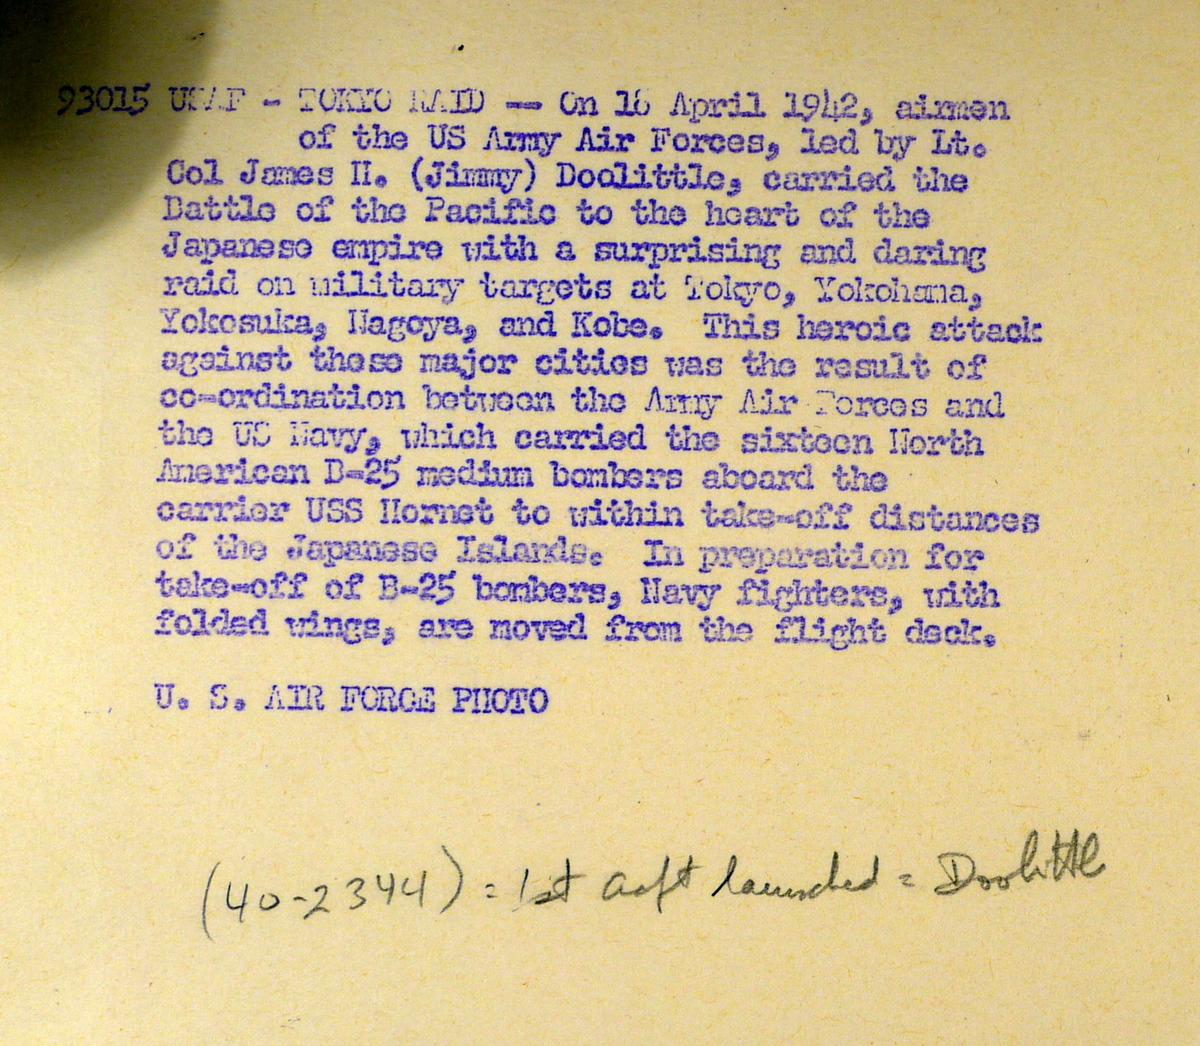 93015 USAF - TOKYO RAID -- On 18 April 1942, airmen
of the US Army Air Forces, led by Lt.
Col James H. (Jimmy) Doolittle, carried the
Battle of the Pacific to the heart of the
Japanese empire with a surprising and daring
raid on military targets at Tokyo, Yokohama,
Yokosuka, Nagoya, and Kobe. This heroic attack
against these major cities was the result of
co-ordination between the Army Air Forces and
the US Navy, which carried the sixteen North
American B-25 medium bombers aboard the
carrier USS Hornet to within take-off distances
of the Japanese Islands. In preparation for
take-off of B-25 bombers, Navy fighters, with
folded wings, are moved from the flight deck.
U. S. AIR FORCE PHOTO
(40-2344) = 1st acft launched = Doolittle